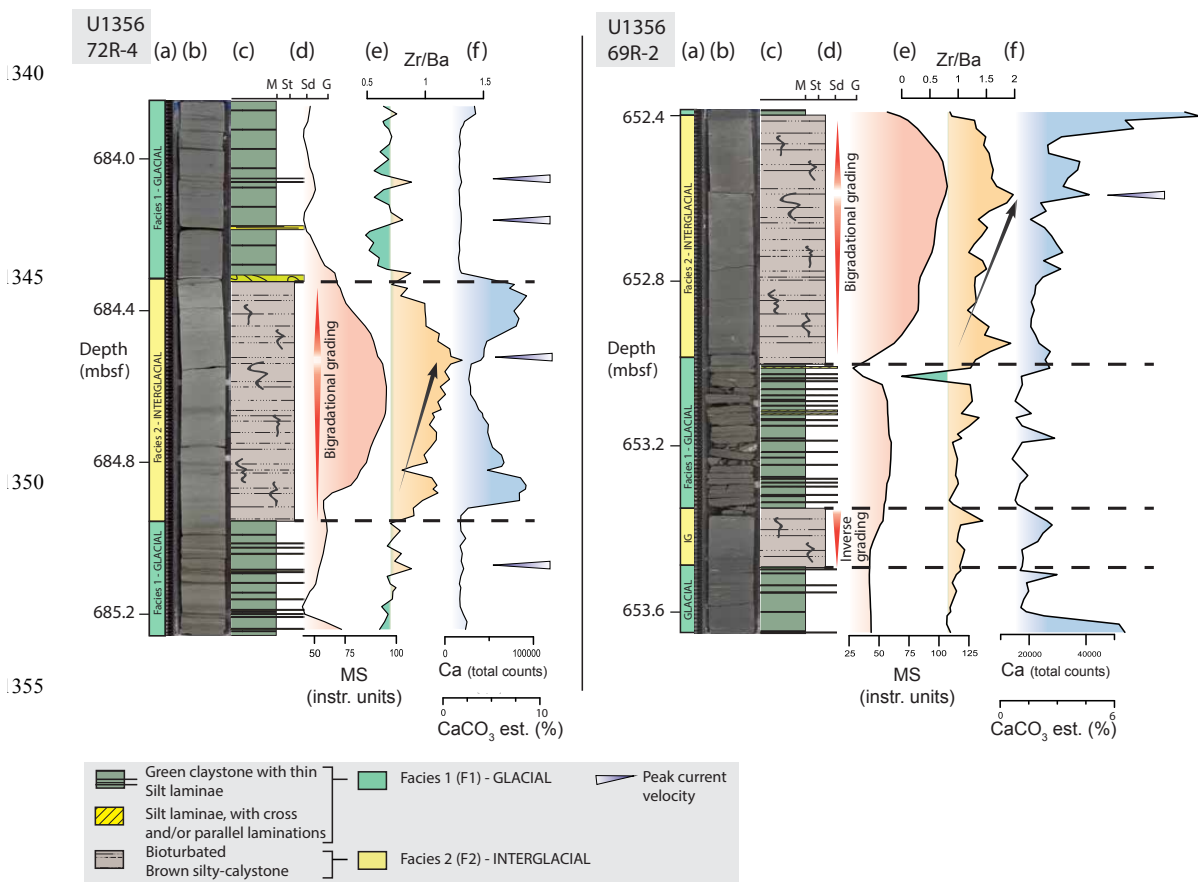 1340
1345
1350
1355
U1356
72R-4
(a) (b) (c) (d) (e) (f)
Zr/Ba
M St Sd G
0.5 1 1.5
684.0
684.4
Depth
(mbsf)
684.8
685.2
Facies 1 - GLACIAL
Facies 2 - INTERGLACIAL
Facies 1 - GLACIAL
Bigradational grading
50 100
MS
(instr. units)
0 100000
Ca (total counts)
0 10
CaCO3 est. (%)
U1356
69R-2
(a) (b) (c) (d) (e) (f)
Zr/Ba
M St Sd G
0 0.5 1 1.5 2
652.4
652.8
Depth
(mbsf)
653.2
653.6
Facies 2 - INTERGLACIAL
Facies 1 - GLACIAL
IG
GLACIAL
Bigradational grading
Inverse
grading
25 50 75 100 125
MS
(instr. units)
20000 40000
Ca (total counts)
0 6
CaCO3 est. (%)
Green claystone with thin
Silt laminae
Silt laminae, with cross
and/or parallel laminations
Bioturbated
Brown silty-calystone
Facies 1 (F1) - GLACIAL
Facies 2 (F2) - INTERGLACIAL
Peak current
velocity